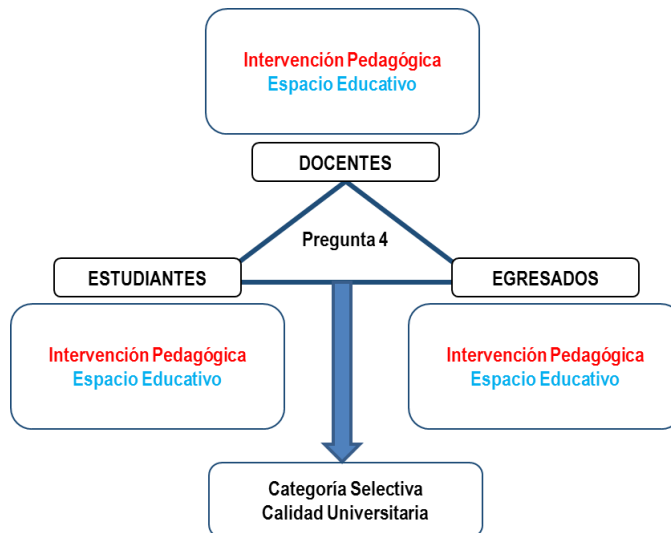 Intervención Pedagógica
Espacio Educativo
DOCENTES
Pregunta 4
ESTUDIANTES
EGRESADOS
Intervención Pedagógica
Espacio Educativo
Intervención Pedagógica
Espacio Educativo
Categoría Selectiva
Calidad Universitaria